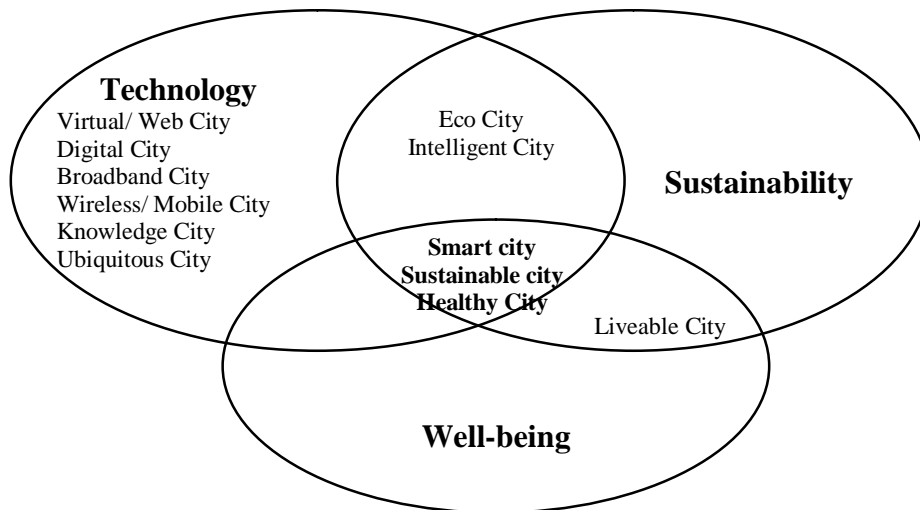 Technology
Virtual/ Web City
Digital City
Broadband City
Wireless/ Mobile City
Knowledge City
Ubiquitous City
Eco City
Intelligent City
Sustainability
Smart city
Sustainable city
Healthy City
Liveable City
Well-being